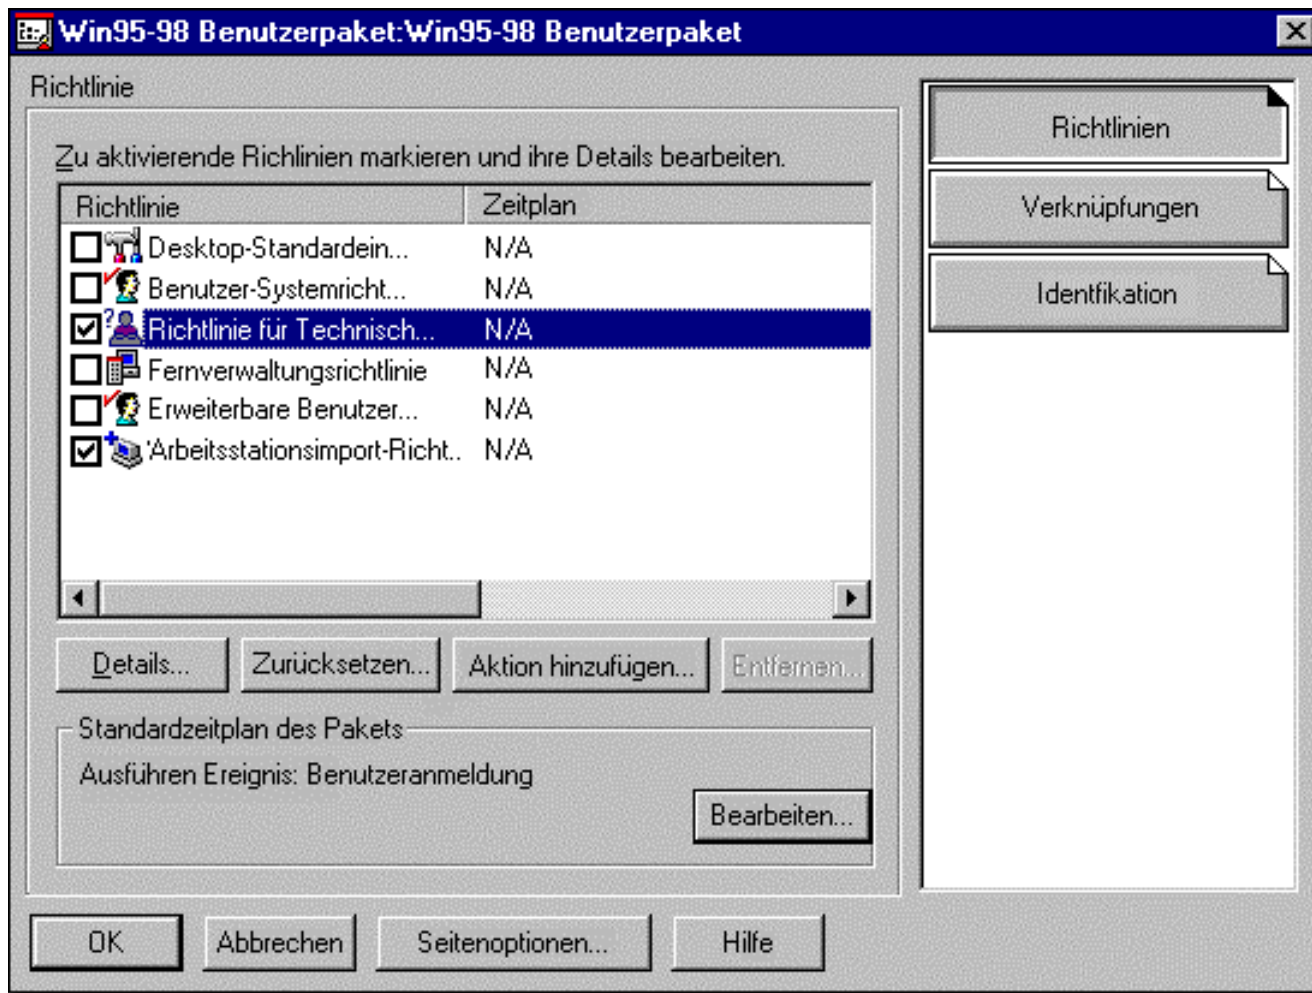 Win95-98 Benutzerpaket:Win95-98 Benutzerpaket
Richtlinie
Zu aktivierende Richlinien markieren und ihre Details bearbeiten.
Richtlinie Zeitplan
Desktop-Standardein... N/A
Benutzer-Systemricht... N/A
Richtlinie für Technisch... N/A
Fernverwaltungsrichtlinie N/A
Erweiterbare Benutzer... N/A
'Arbeitsstationsimport-Richt.. N/A
Details... Zurücksetzen... Aktion hinzufügen... Entfernen...
Standardzeitplan des Pakets
Ausführen Ereignis: Benutzeranmeldung
Bearbeiten...
Richtlinien
Verknüpfungen
Identfikation
OK Abbrechen Seitenoptionen... Hilfe